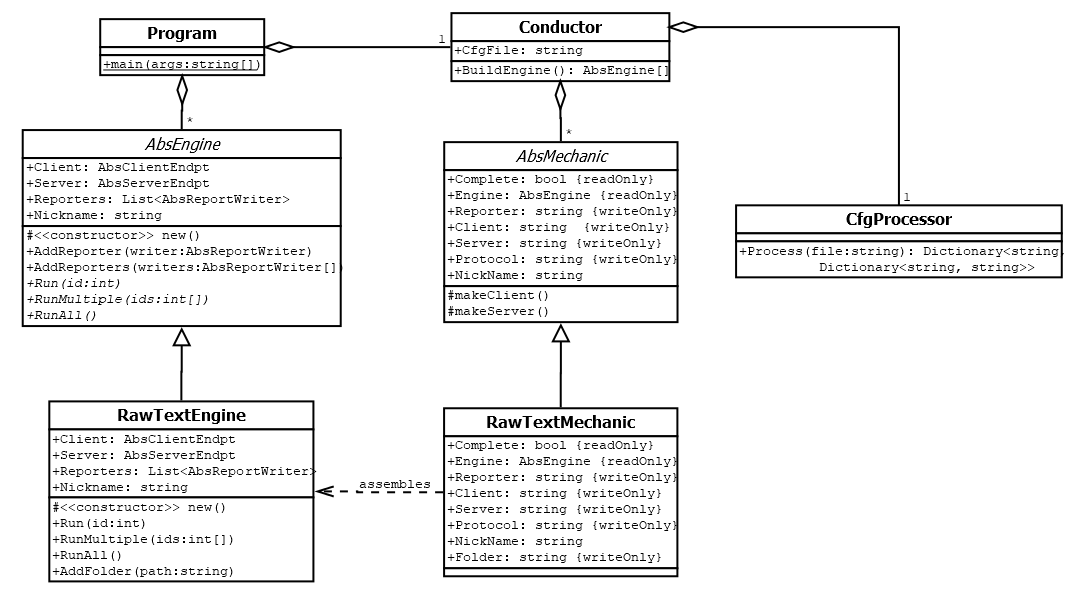 Program
+main(args:string[])
1
*
Conductor
+CfgFile: string
+BuildEngine(): AbsEngine[]
*
1
AbsEngine
+Client: AbsClientEndpt
+Server: AbsServerEndpt
+Reporters: List<AbsReportWriter>
+Nickname: string
#<<constructor>> new()
+AddReporter(writer:AbsReportWriter)
+AddReporters(writers:AbsReportWriter[])
+Run(id:int)
+RunMultiple(ids:int[])
+RunAll()
AbsMechanic
+Complete: bool {readOnly}
+Engine: AbsEngine {readOnly}
+Reporter: string {writeOnly}
+Client: string  {writeOnly}
+Server: string {writeOnly}
+Protocol: string {writeOnly}
+NickName: string
#makeClient()
#makeServer()
CfgProcessor
+Process(file:string): Dictionary<string,
Dictionary<string, string>>
RawTextEngine
+Client: AbsClientEndpt
+Server: AbsServerEndpt
+Reporters: List<AbsReportWriter>
+Nickname: string
#<<constructor>> new()
+Run(id:int)
+RunMultiple(ids:int[])
+RunAll()
+AddFolder(path:string)
assembles
RawTextMechanic
+Complete: bool {readOnly}
+Engine: AbsEngine {readOnly}
+Reporter: string {writeOnly}
+Client: string {writeOnly}
+Server: string {writeOnly}
+Protocol: string {writeOnly}
+NickName: string
+Folder: string {writeOnly}